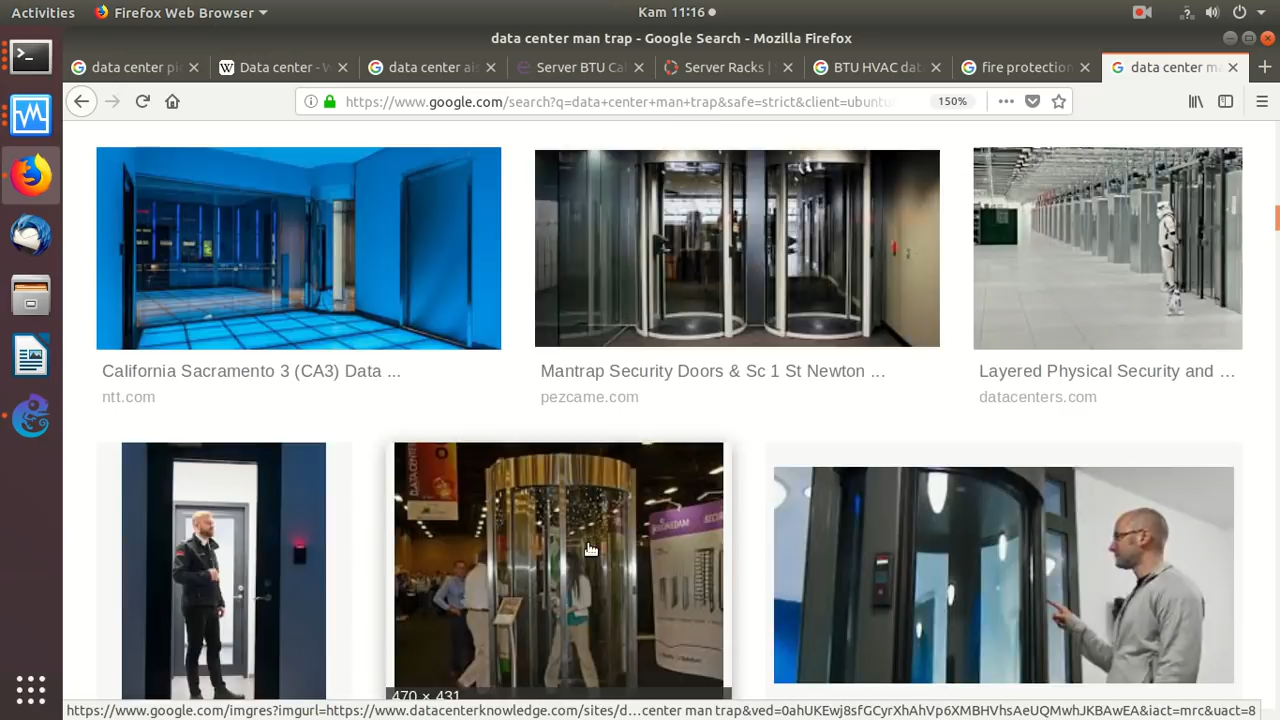 Activities
Firefox Web Browser
Kam 11:16
data center man trap - Google Search - Mozilla Firefox
data center pi
Data center - W
data center ais
Server BTU Cal
Server Racks |
BTU HVAC dat
fire protection
data center ma
https://www.google.com/search?q=data+center+man+trap&safe=strict&client=ubuntu
150%
California Sacramento 3 (CA3) Data ...
ntt.com
Mantrap Security Doors & Sc 1 St Newton ...
pezcame.com
Layered Physical Security and ...
datacenters.com
470 × 431
https://www.google.com/imgres?imgurl=https://www.datacenterknowledge.com/sites/d...center man trap&ved=0ahUKEwj8sfGCyrXhAhVp6XMBHVhsAeUQMwhJKBAwEA&iact=mrc&uact=8